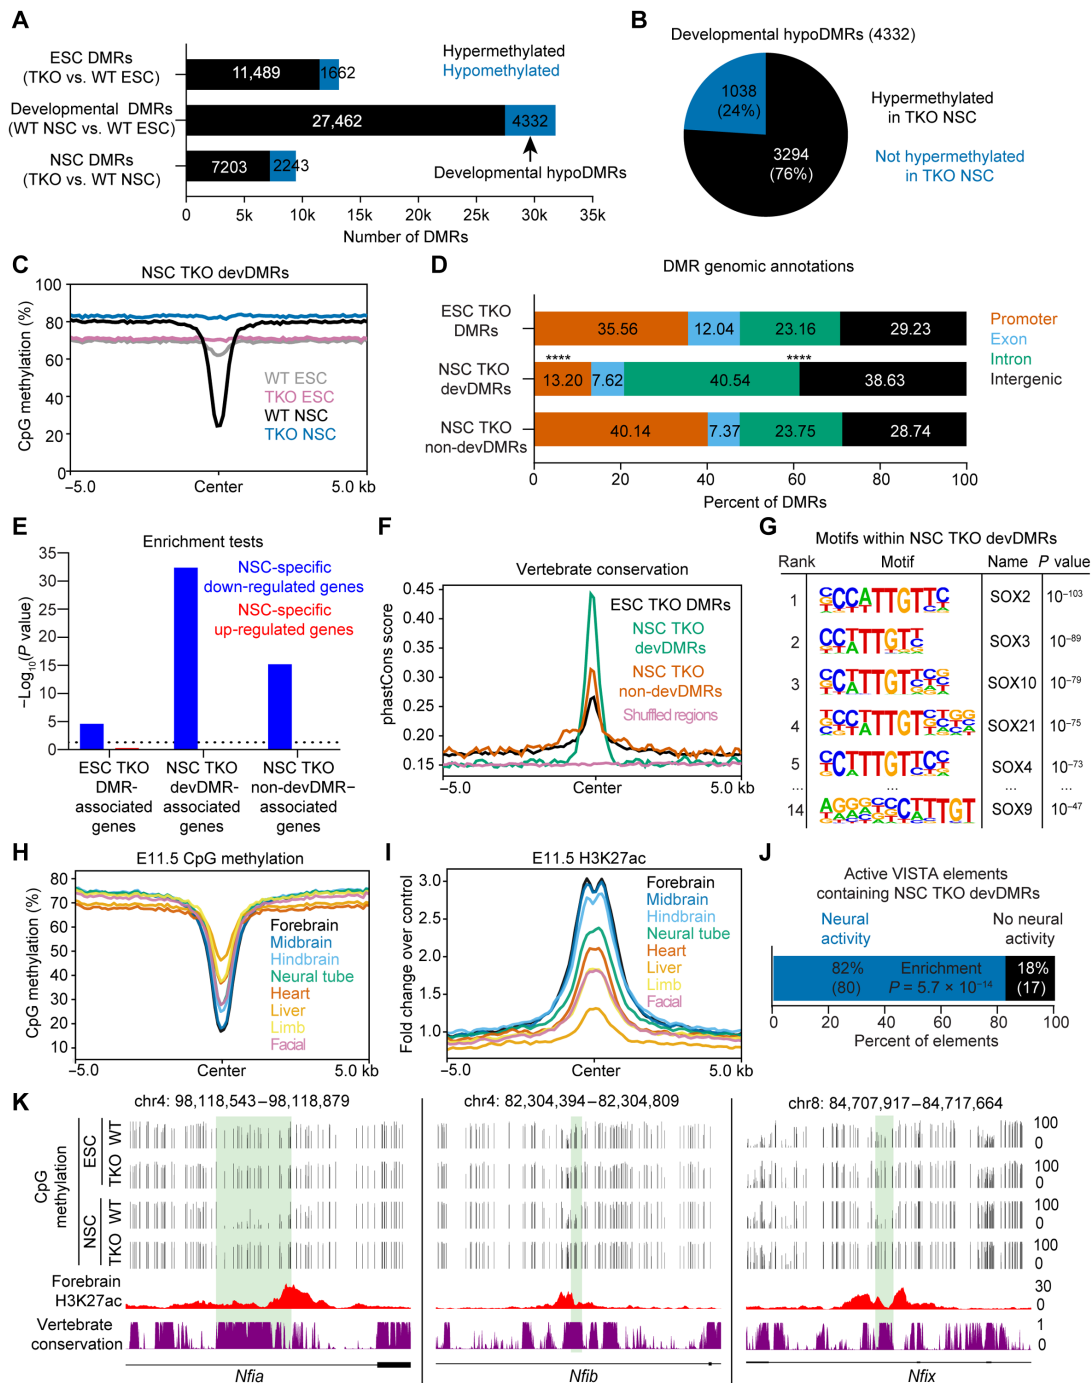 A
ESC DMRs
(TKO vs. WT ESC)
11,489
1662
Hypermethylated
Hypomethylated
Developmental DMRs
(WT NSC vs. WT ESC)
27,462
4332
NSC DMRs
(TKO vs. WT NSC)
7203
2243
Developmental hypoDMRs
0 5k 10k 15k 20k 25k 30k 35k
Number of DMRs
B
Developmental hypoDMRs (4332)
1038
(24%)
3294
(76%)
Hypermethylated
in TKO NSC
Not hypermethylated
in TKO NSC
C
NSC TKO devDMRs
CpG methylation (%)
100
80
60
40
20
0
WT ESC
TKO ESC
WT NSC
TKO NSC
−5.0 Center 5.0 kb
D
DMR genomic annotations
ESC TKO
DMRs
35.56 12.04 23.16 29.23
**** ****
NSC TKO
devDMRs
13.20 7.62 40.54 38.63
NSC TKO
non-devDMRs
40.14 7.37 23.75 28.74
Promoter
Exon
Intron
Intergenic
0 20 40 60 80 100
Percent of DMRs
E
Enrichment tests
−Log10(P value)
35
30
25
20
15
10
5
0
NSC-specific
down-regulated genes
NSC-specific
up-regulated genes
ESC TKO
DMR-
associated
genes
NSC TKO
devDMR-
associated
genes
NSC TKO
non-devDMR−
associated
genes
F
Vertebrate conservation
phastCons score
0.45
0.40
0.35
0.30
0.25
0.20
0.15
ESC TKO DMRs
NSC TKO
devDMRs
NSC TKO
non-devDMRs
Shuffled regions
−5.0 Center 5.0 kb
G
Motifs within NSC TKO devDMRs
Rank Motif Name P value
1 SOX2 10−103
2 SOX3 10−89
3 SOX10 10−79
4 SOX21 10−75
5 SOX4 10−73
... ... ... ...
14 SOX9 10−47
H
E11.5 CpG methylation
CpG methylation (%)
80
70
60
50
40
30
20
10
Forebrain
Midbrain
Hindbrain
Neural tube
Heart
Liver
Limb
Facial
−5.0 Center 5.0 kb
I
E11.5 H3K27ac
Fold change over control
3.0
2.5
2.0
1.5
1.0
Forebrain
Midbrain
Hindbrain
Neural tube
Heart
Liver
Limb
Facial
−5.0 Center 5.0 kb
J
Active VISTA elements
containing NSC TKO devDMRs
Neural
activity
No neural
activity
82%
(80)
Enrichment
P = 5.7 × 10−14
18%
(17)
0 20 40 60 80 100
Percent of elements
K
chr4: 98,118,543−98,118,879
chr4: 82,304,394−82,304,809
chr8: 84,707,917−84,717,664
CpG
methylation
ESC
WT
TKO
NSC
WT
TKO
100
0
100
0
100
0
100
0
Forebrain
H3K27ac
30
0
Vertebrate
conservation
1
0
Nfia
Nfib
Nfix